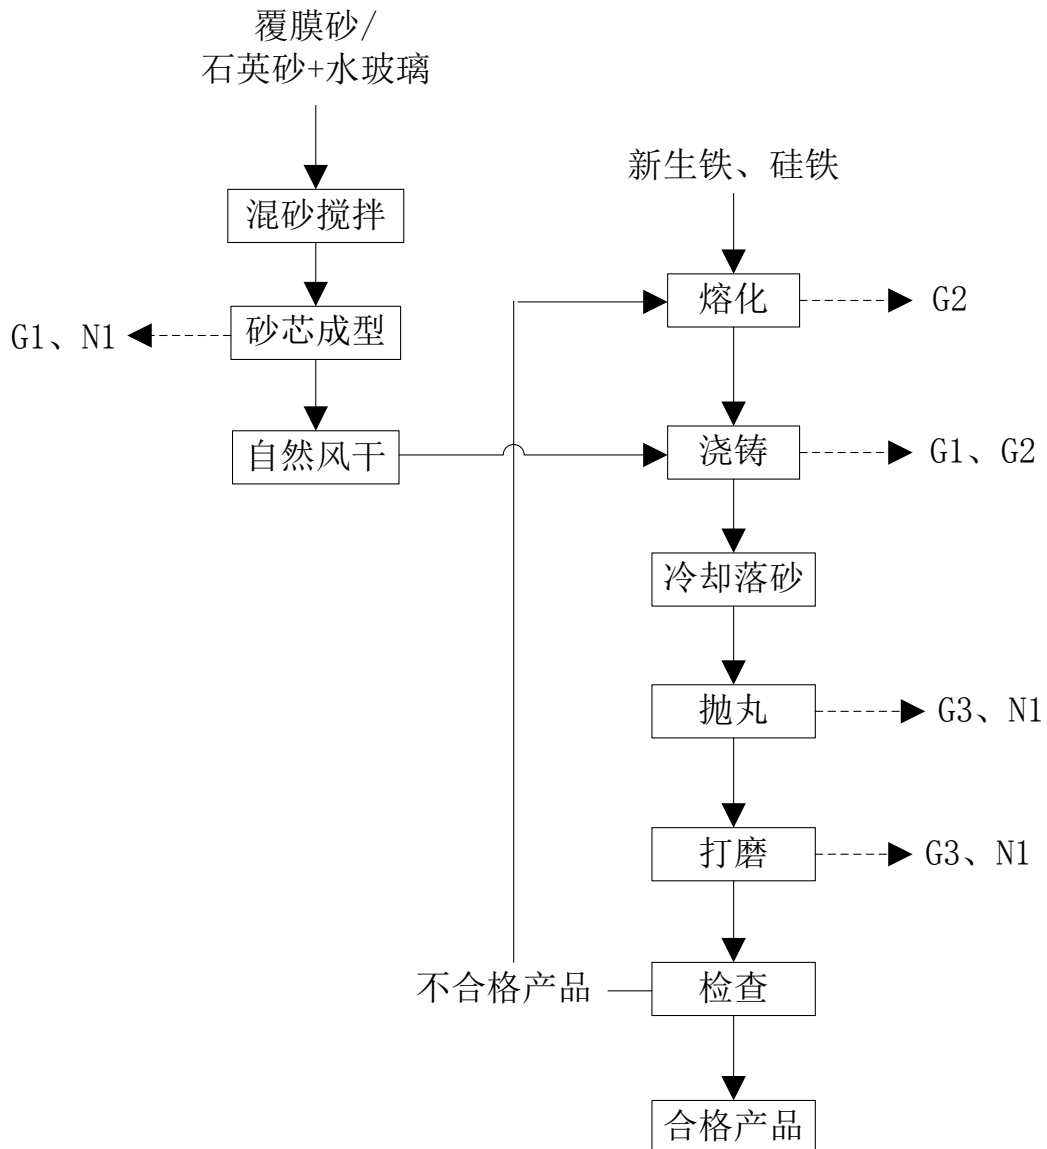 覆膜砂/
石英砂+水玻璃
新生铁、硅铁
混砂搅拌
熔化
G2
G1、N1
砂芯成型
自然风干
浇铸
G1、G2
冷却落砂
抛丸
G3、N1
打磨
G3、N1
不合格产品
检查
合格产品